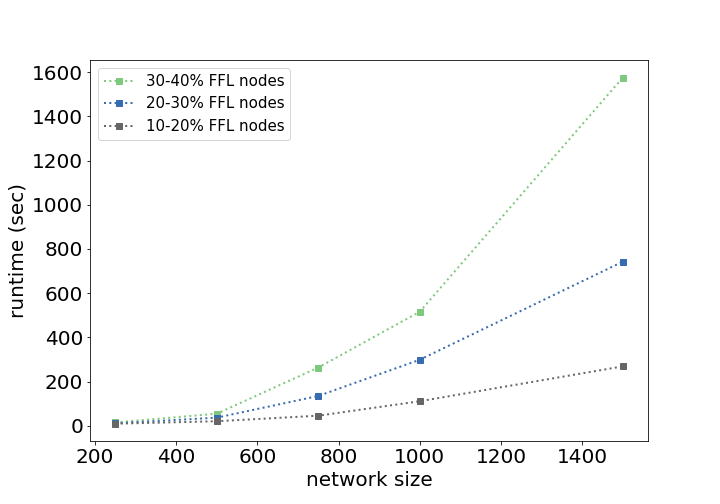 30-40% FFL nodes
20-30% FFL nodes
10-20% FFL nodes
runtime (sec)
1600
1400
1200
1000
800
600
400
200
0
200 400 600 800 1000 1200 1400
network size